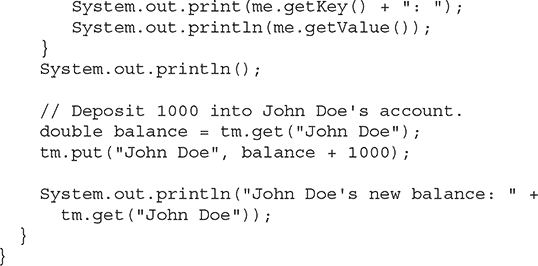 System.out.print(me.getKey() + ": ");
System.out.println(me.getValue());
}
System.out.println();
// Deposit 1000 into John Doe's account.
double balance = tm.get("John Doe");
tm.put("John Doe", balance + 1000);
System.out.println("John Doe's new balance: " +
tm.get("John Doe"));
}
}